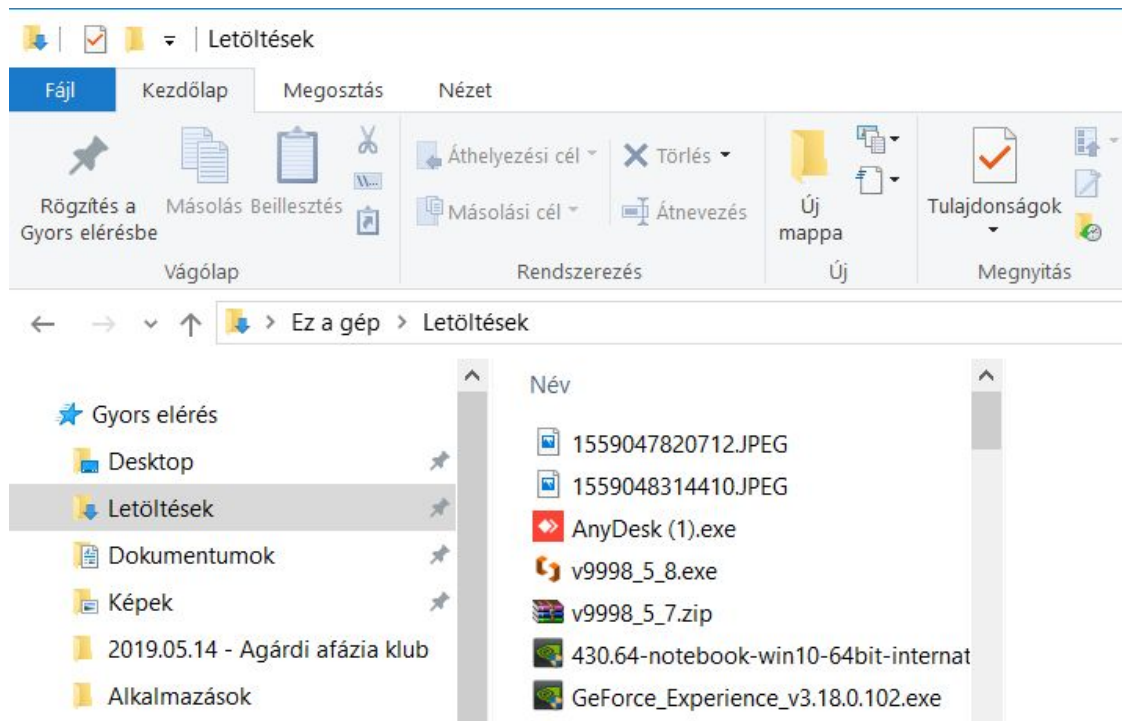 Letöltések
Fájl Kezdőlap Megosztás Nézet
Rögzítés a
Gyors elérésbe
Másolás
Beillesztés
Vágólap
Áthelyezési cél
Másolási cél
Törlés
Átnevezés
Rendszerezés
Új
mappa
Új
Tulajdonságok
Megnyitás
Ez a gép > Letöltések
Gyors elérés
Desktop
Letöltések
Dokumentumok
Képek
2019.05.14 - Agárdi afázia klub
Alkalmazások
Név
1559047820712.JPEG
1559048314410.JPEG
AnyDesk (1).exe
v9998_5_8.exe
v9998_5_7.zip
430.64-notebook-win10-64bit-internat
GeForce_Experience_v3.18.0.102.exe